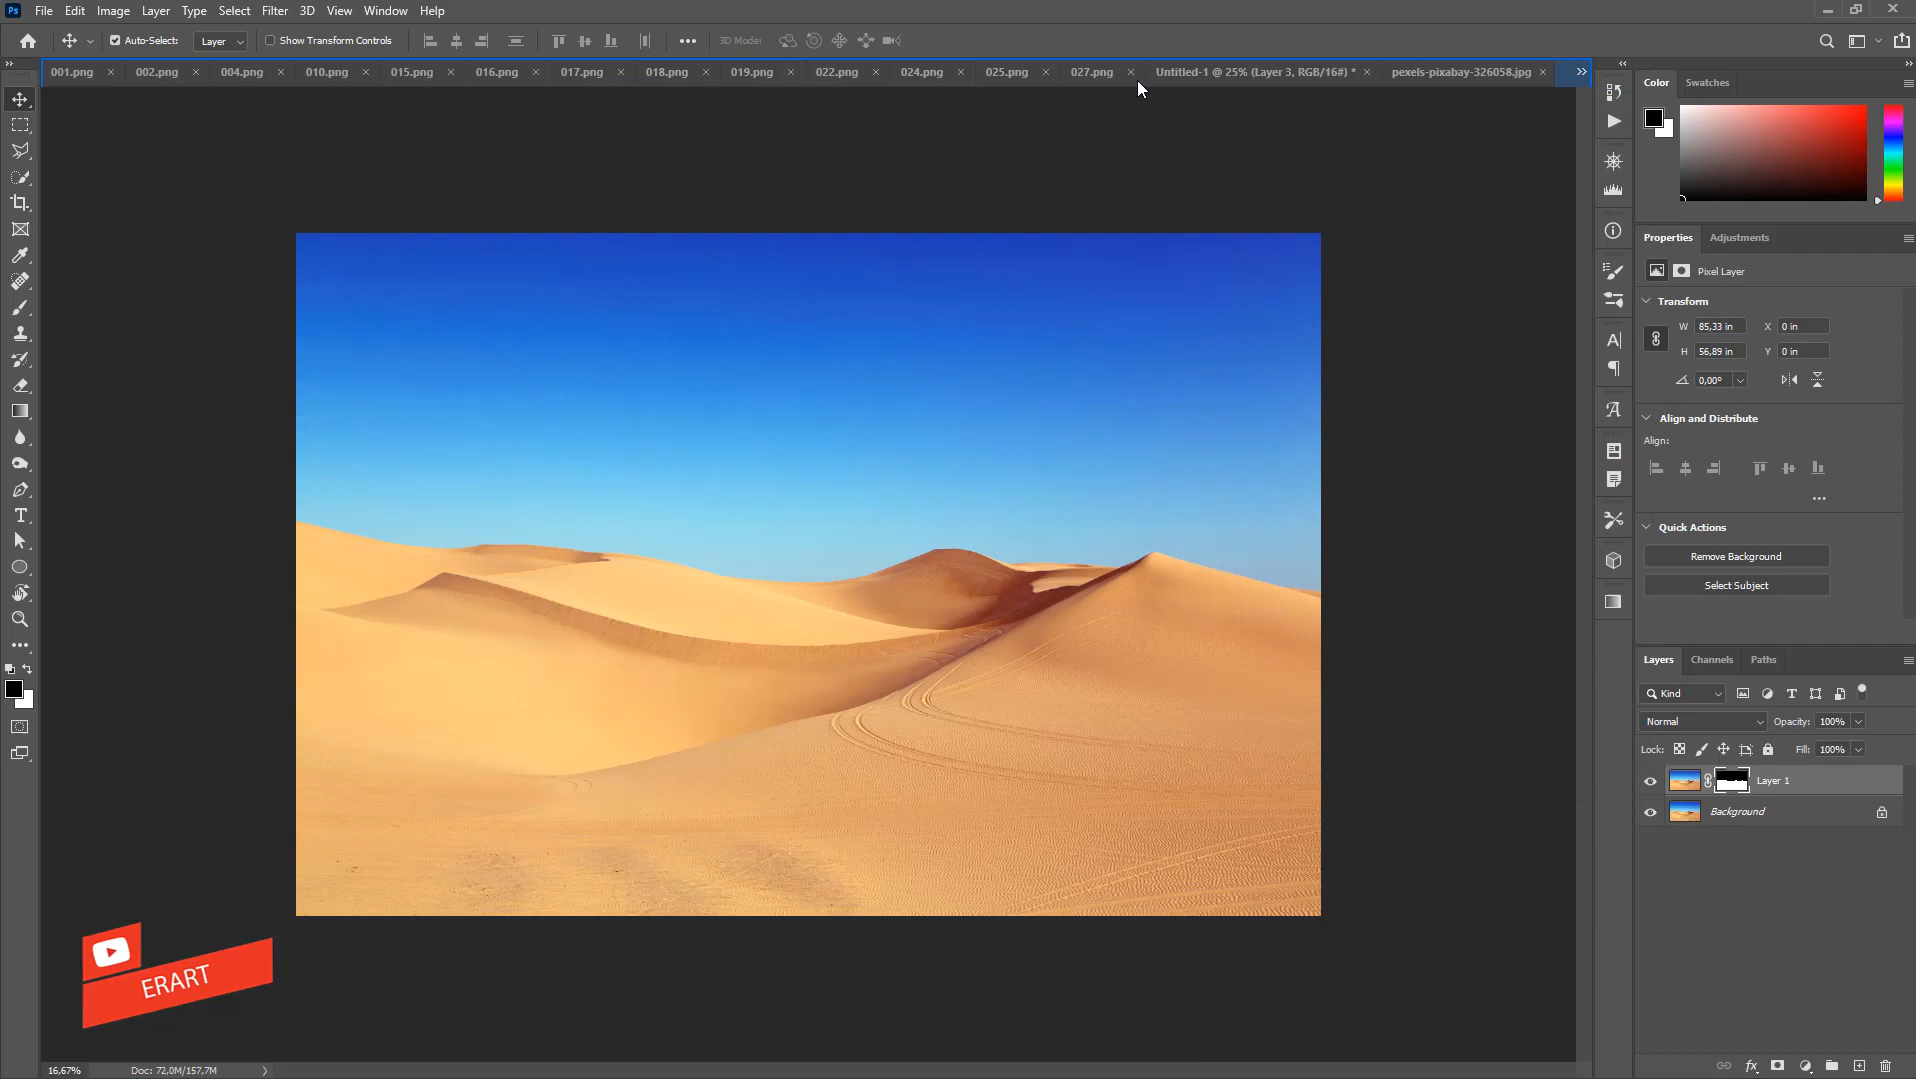 Ps File Edit Image Layer Type Select Filter 3D View Window Help
Auto-Select: Layer Show Transform Controls 3D Mode:
001.png 002.png 004.png 010.png 015.png 016.png 017.png 018.png 019.png 022.png 024.png 025.png 027.png Untitled-1 @ 25% (Layer 3, RGB/16#) * pexels-pixabay-326058.jpg
Color Swatches
Properties Adjustments
Pixel Layer
Transform
W 85,33 in X 0 in
H 56,89 in Y 0 in
0,00°
Align and Distribute
Align:
Quick Actions
Remove Background
Select Subject
Layers Channels Paths
Kind
Normal Opacity: 100%
Lock: Fill: 100%
Layer 1
Background
ERART
16,67% Doc: 72,0M/157,7M